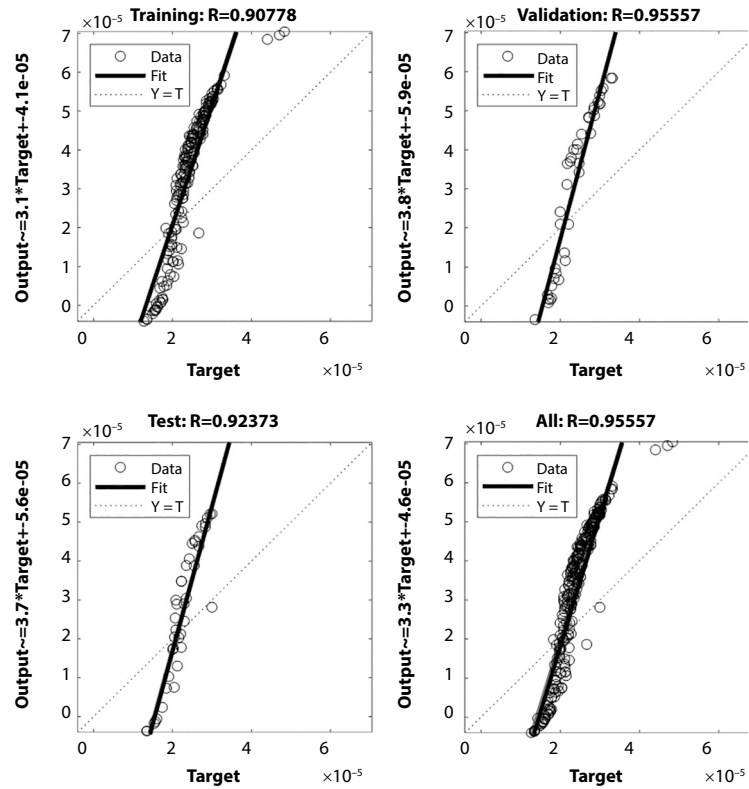 Training: R=0.90778
×10⁻⁵
7
6
5
4
3
2
1
0
Data
Fit
Y = T
Output~=3.1*Target+-4.1e-05
0
2
4
6
×10⁻⁵
Target
Validation: R=0.95557
×10⁻⁵
7
6
5
4
3
2
1
0
Data
Fit
Y = T
Output~=3.8*Target+-5.9e-05
0
2
4
6
×10⁻⁵
Target
Test: R=0.92373
×10⁻⁵
7
6
5
4
3
2
1
0
Data
Fit
Y = T
Output~=3.7*Target+-5.6e-05
0
2
4
6
×10⁻⁵
Target
All: R=0.95557
×10⁻⁵
7
6
5
4
3
2
1
0
Data
Fit
Y = T
Output~=3.3*Target+-4.6e-05
0
2
4
6
×10⁻⁵
Target